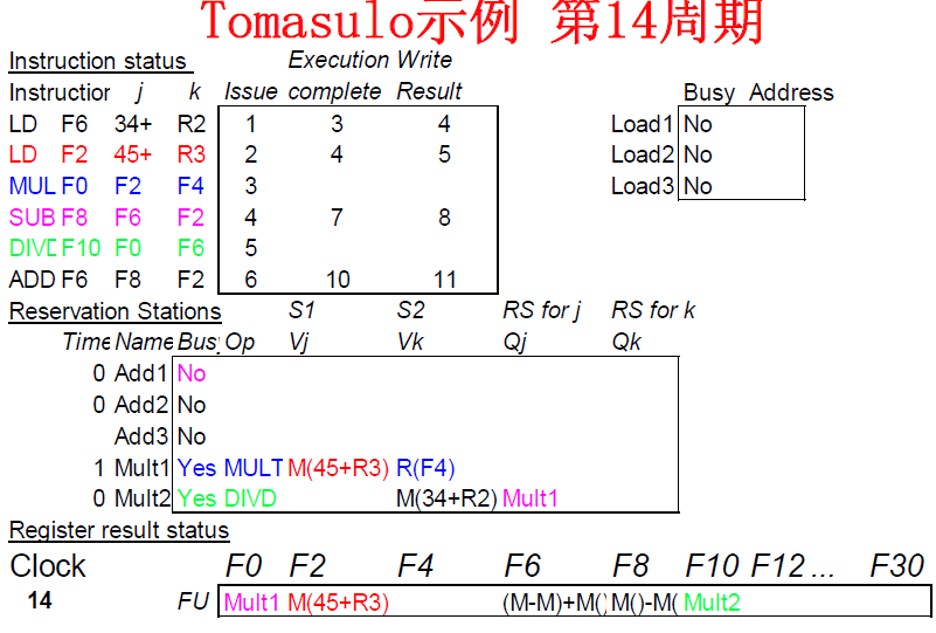 Tomasulo示例 第14周期
Instruction status Execution Write
Instruction j k Issue complete Result Busy Address
LD F6 34+ R2 1 3 4 Load1 No
LD F2 45+ R3 2 4 5 Load2 No
MUL F0 F2 F4 3 Load3 No
SUB F8 F6 F2 4 7 8
DIVD F10 F0 F6 5
ADD F6 F8 F2 6 10 11
Reservation Stations S1 S2 RS for j RS for k
Time Name Busy Op Vj Vk Qj Qk
0 Add1 No
0 Add2 No
Add3 No
1 Mult1 Yes MULT M(45+R3) R(F4)
0 Mult2 Yes DIVD M(34+R2) Mult1
Register result status
Clock F0 F2 F4 F6 F8 F10 F12 ... F30
14 FU Mult1 M(45+R3) (M-M)+M() M()-M( Mult2